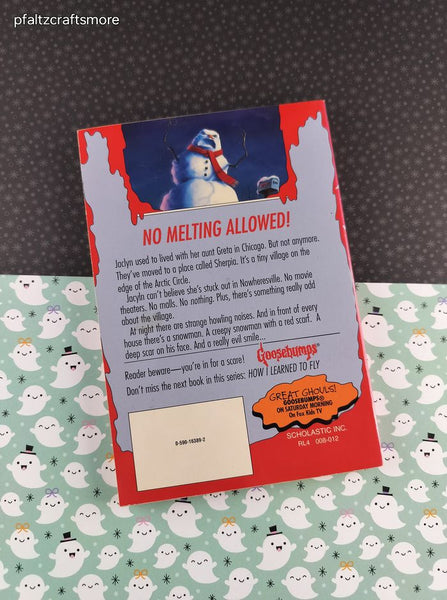 pfaltzcraftsmore
NO MELTING ALLOWED!
Jaclyn used to lived with her aunt Greta in Chicago. But not anymore.
They've moved to a place called Sherpia. It's a tiny village on the
edge of the Arctic Circle.
Jaclyn can't believe she's stuck out in Nowheresville. No movie
theaters. No malls. No nothing. Plus, there's something really odd
about the village.
At night there are strange howling noises. And in front of every
house there's a snowman. A creepy snowman with a red scarf. A
deep scar on his face. And a really evil smile...
Reader beware—you're in for a scare! Goosebumps®
Don't miss the next book in this series: HOW I LEARNED TO FLY
GREAT GHOULS!
GOOSEBUMPS®
ON SATURDAY MORNING
On Fox Kids TV
0-590-16389-2
SCHOLASTIC INC.
RL4 008-012